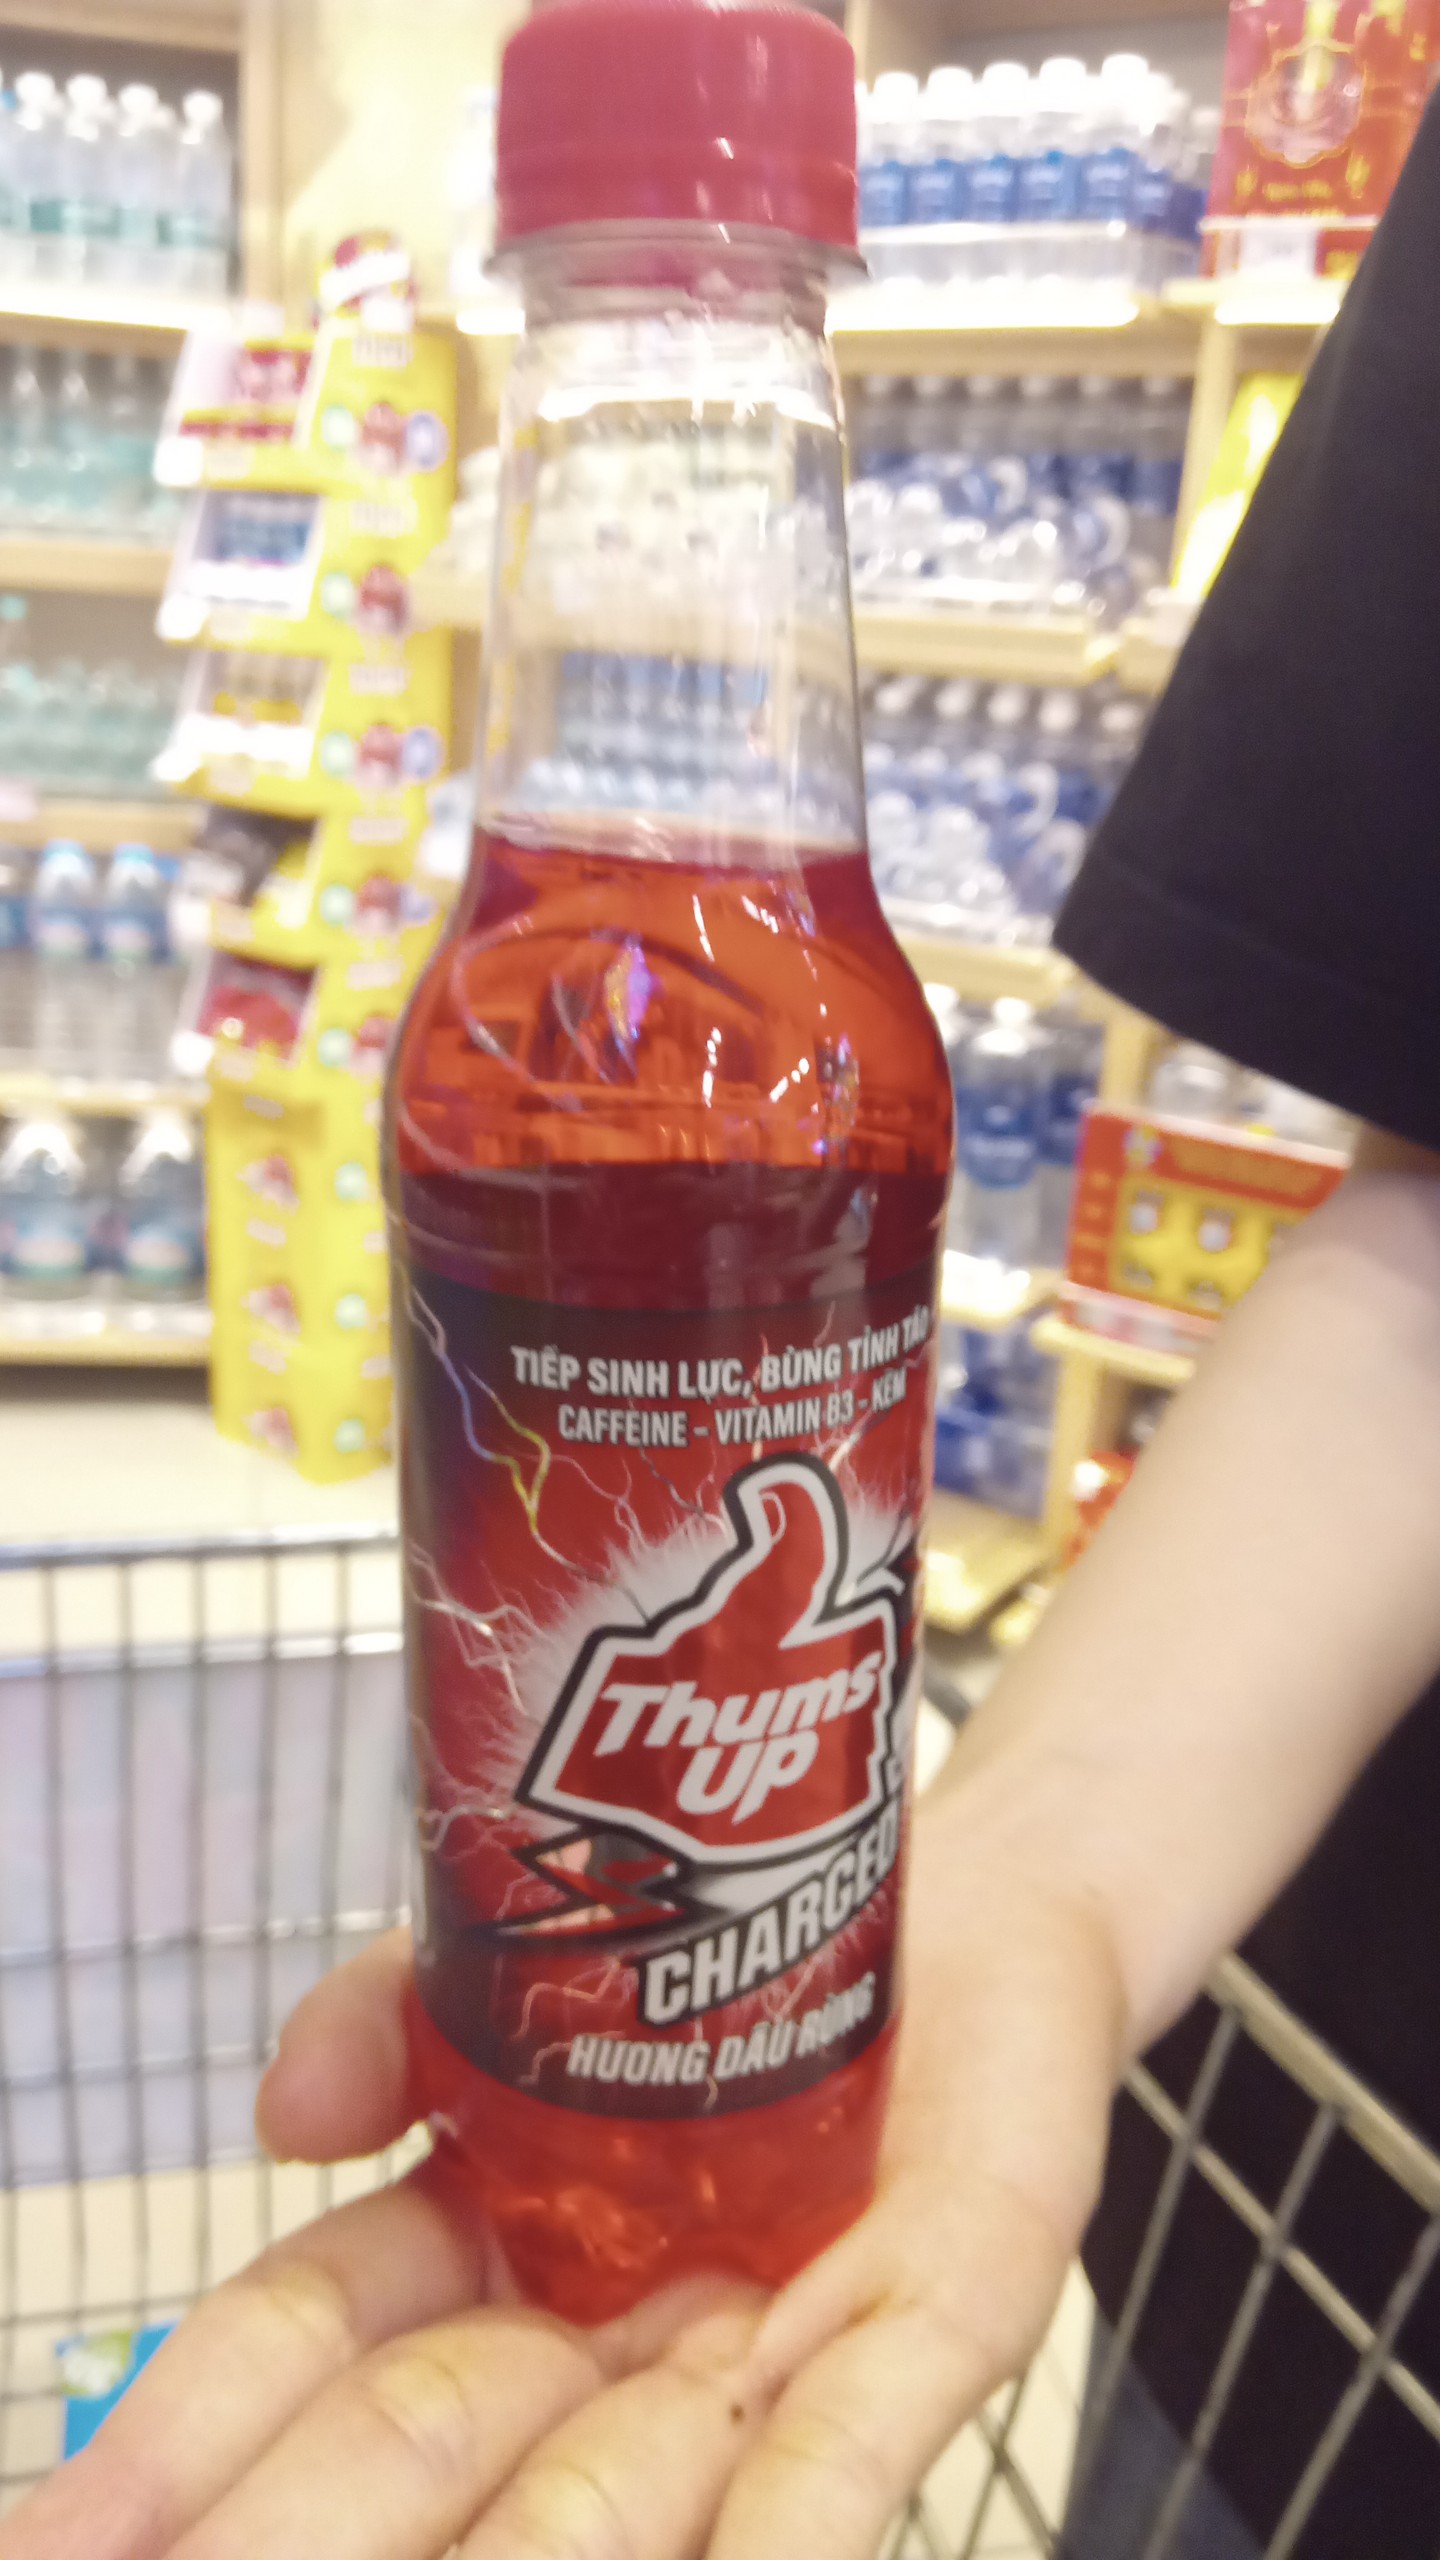 TIẾP SINH LỰC, BỪNG TỈNH TÁO
CAFFEINE - VITAMIN B3 - KẼM
Thums
UP
CHARGED
HƯƠNG DÂU RỪNG